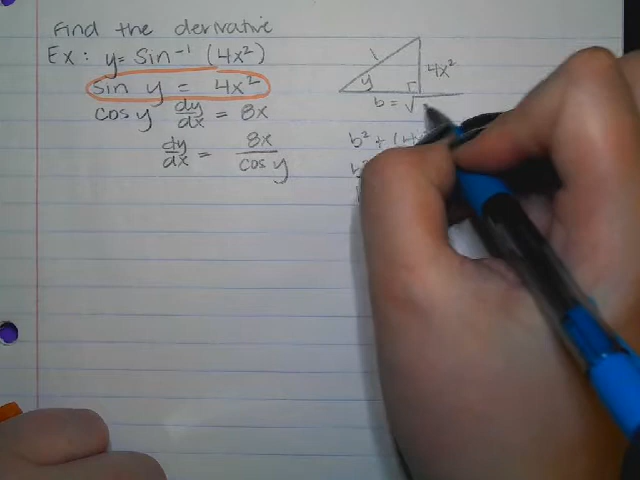 Find the derivative
Ex: y = sin⁻¹ (4x²)
sin y = 4x²
cos y dy/dx = 8x
dy/dx = 8x/cos y
1
4x²
y
b = √
b² +